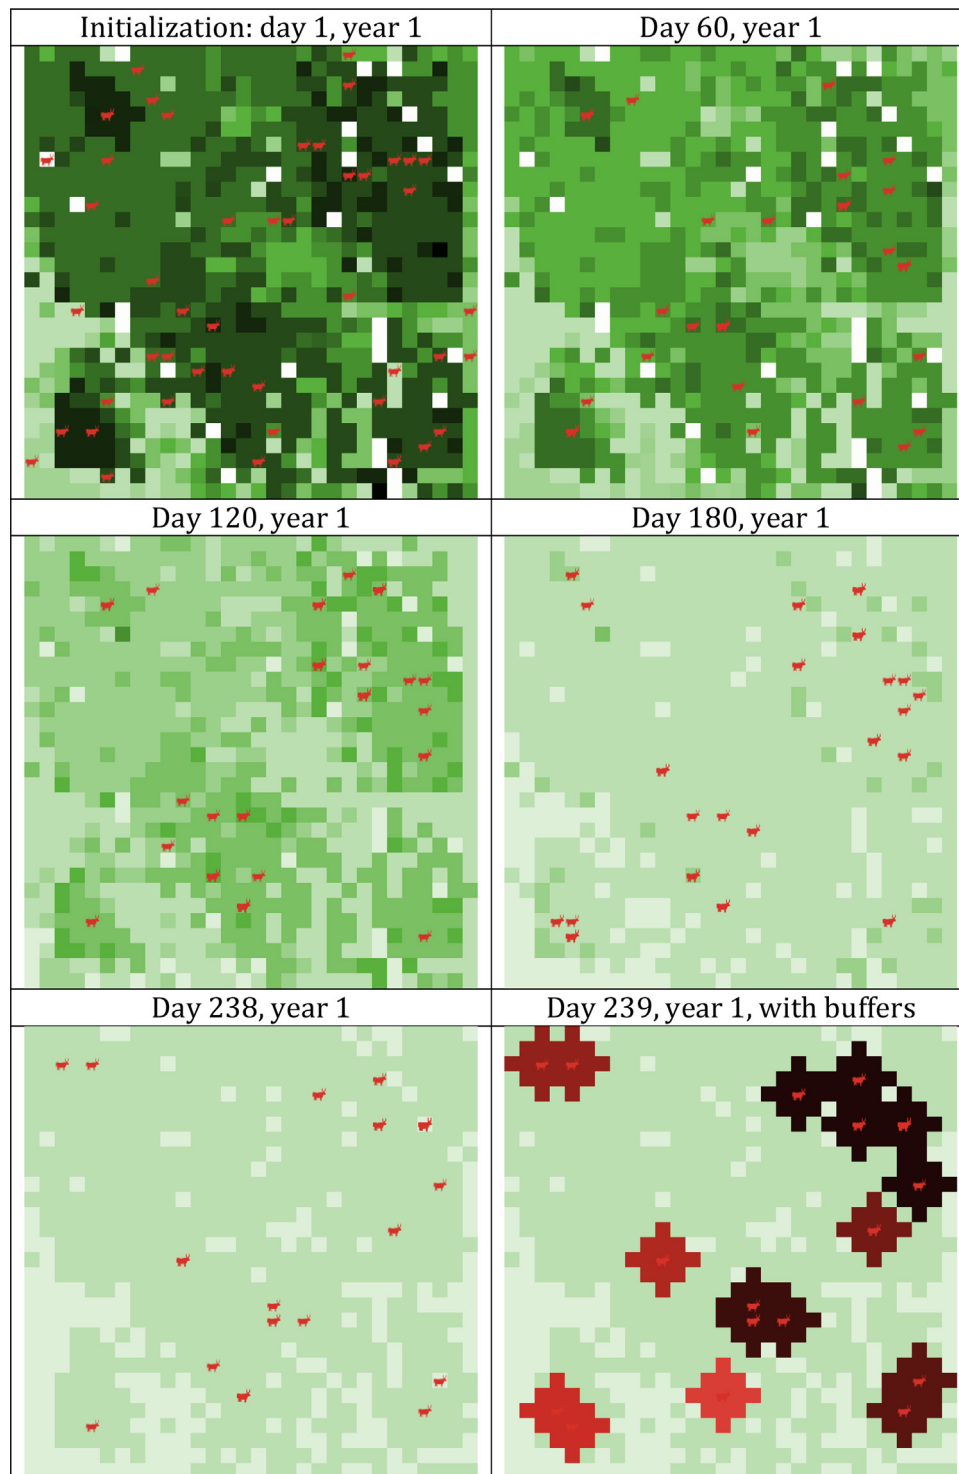 Initialization: day 1, year 1
Day 60, year 1
Day 120, year 1
Day 180, year 1
Day 238, year 1
Day 239, year 1, with buffers